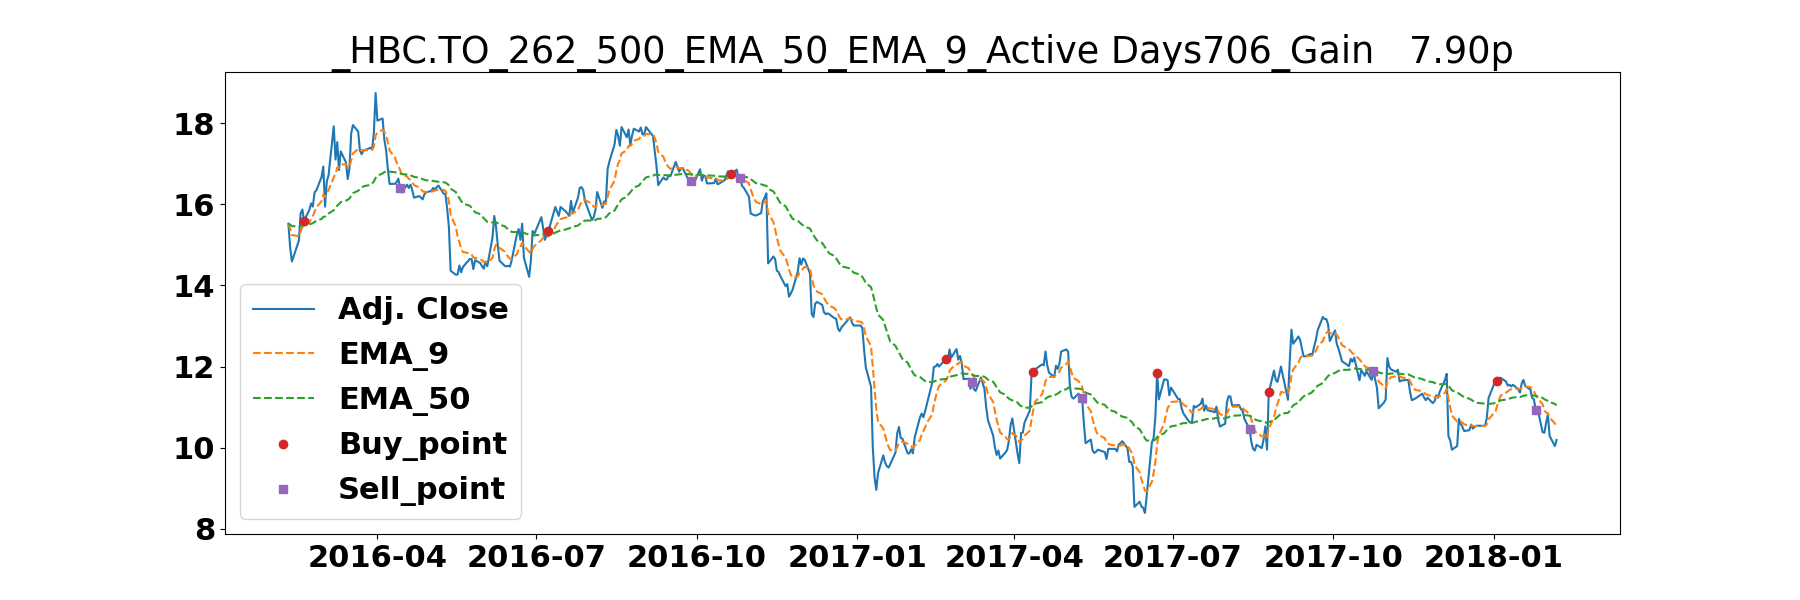 _HBC.TO_262_500_EMA_50_EMA_9_Active Days706_Gain   7.90p
18
16
14
12
10
8
Adj. Close
EMA_9
EMA_50
Buy_point
Sell_point
2016-04 2016-07 2016-10 2017-01 2017-04 2017-07 2017-10 2018-01